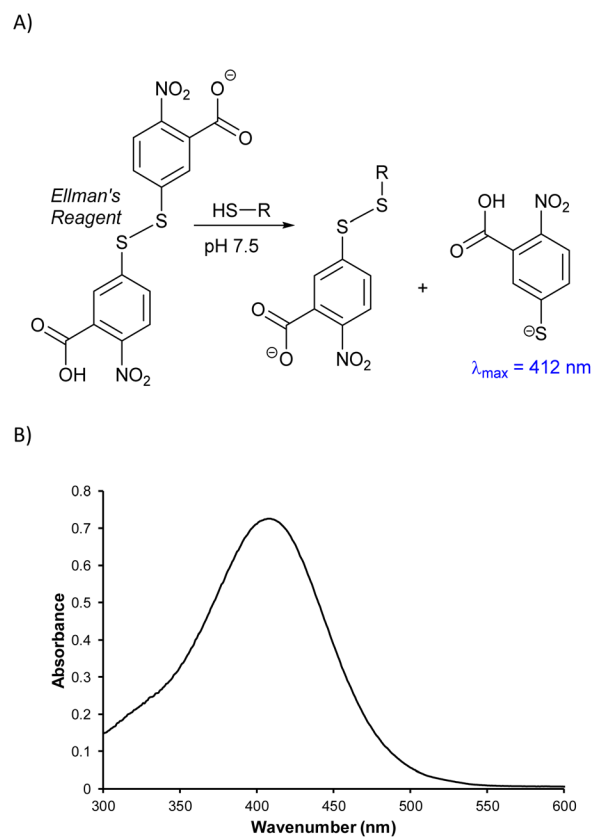 A)
NO₂
O⊖
O
Ellman's
Reagent
S
S
HS—R
pH 7.5
R
S
S
O
⊖O
NO₂
+
OH
O
NO₂
⊖S
λmax = 412 nm
O
OH
NO₂
B)
0.8
0.7
0.6
0.5
0.4
0.3
0.2
0.1
0
Absorbance
300 350 400 450 500 550 600
Wavenumber (nm)